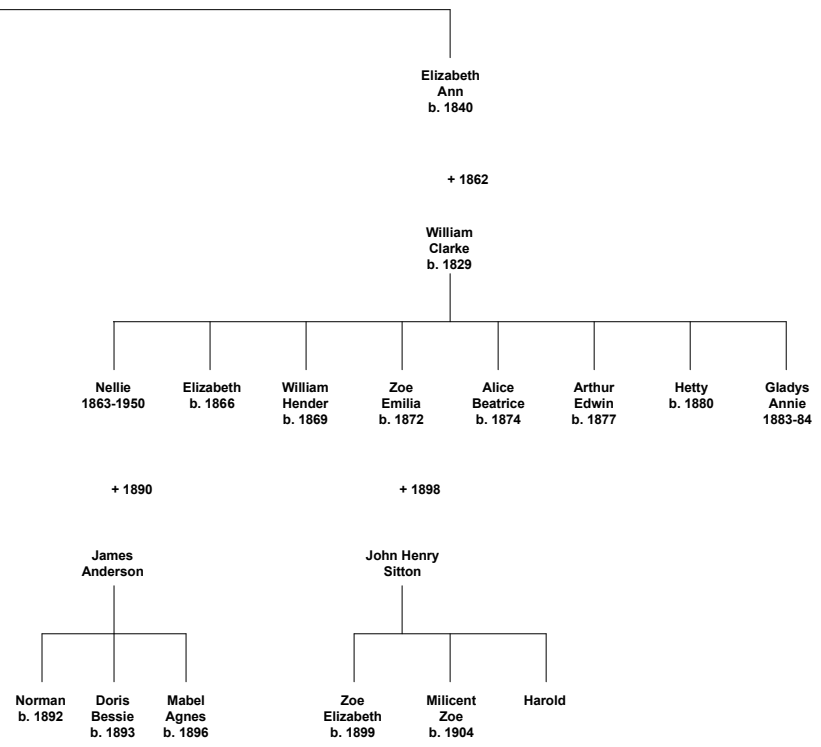 Elizabeth
Ann
b. 1840
+ 1862
William
Clarke
b. 1829
Nellie
1863-1950
Elizabeth
b. 1866
William
Hender
b. 1869
Zoe
Emilia
b. 1872
Alice
Beatrice
b. 1874
Arthur
Edwin
b. 1877
Hetty
b. 1880
Gladys
Annie
1883-84
+ 1890
+ 1898
James
Anderson
John Henry
Sitton
Norman
b. 1892
Doris
Bessie
b. 1893
Mabel
Agnes
b. 1896
Zoe
Elizabeth
b. 1899
Milicent
Zoe
b. 1904
Harold